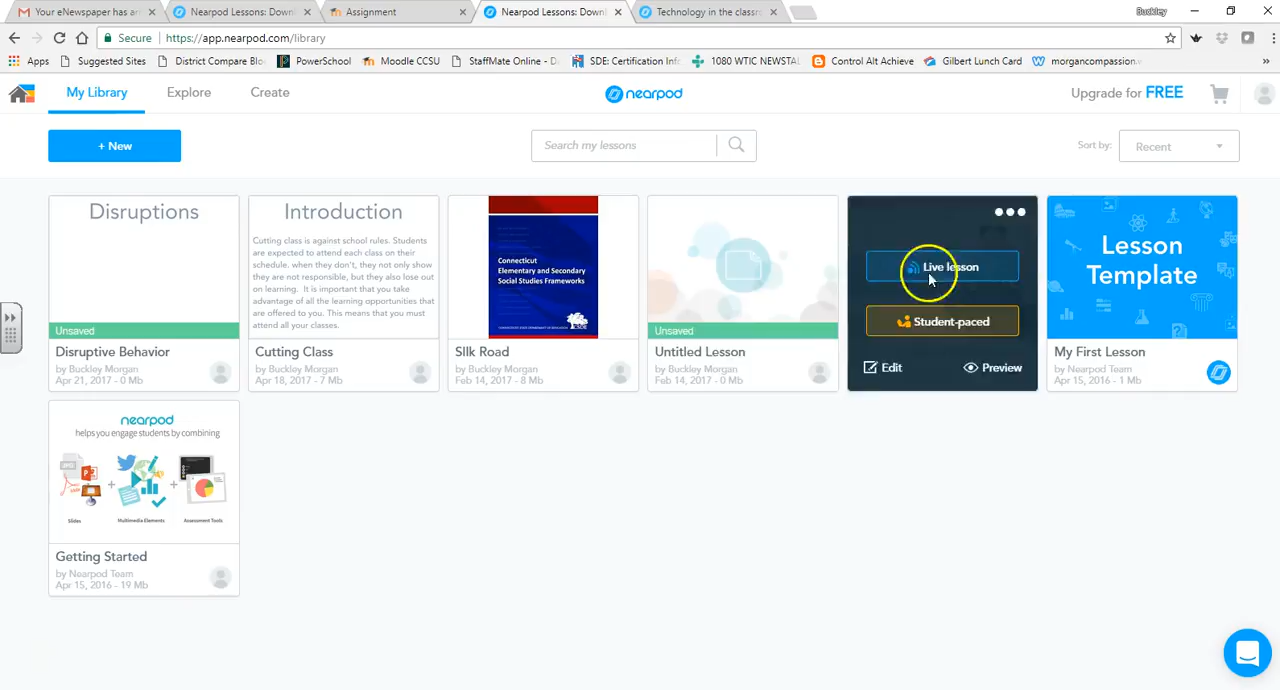 Your eNewspaper has ar
Nearpod Lessons: Downl
Assignment
Nearpod Lessons: Downl
Technology in the classr
Buckley
Secure
https://app.nearpod.com/library
Apps
Suggested Sites
District Compare Blo
PowerSchool
Moodle CCSU
StaffMate Online - D
SDE: Certification Inf
1080 WTIC NEWSTAL
Control Alt Achieve
Gilbert Lunch Card
morgancompassion.w
My Library
Explore
Create
nearpod
Upgrade for FREE
+ New
Search my lessons
Sort by:
Recent
Disruptions
Unsaved
Disruptive Behavior
by Buckley Morgan
Apr 21, 2017 - 0 Mb
Introduction
Cutting class is against school rules. Students
are expected to attend each class on their
schedule. when they don't, they not only show
they are not responsible, but they also lose out
on learning. It is important that you take
advantage of all the learning opportunities that
are offered to you. This means that you must
attend all your classes.
Cutting Class
by Buckley Morgan
Apr 18, 2017 - 7 Mb
Connecticut
Elementary and Secondary
Social Studies Frameworks
CSDE
SIlk Road
by Buckley Morgan
Feb 14, 2017 - 8 Mb
Unsaved
Untitled Lesson
by Buckley Morgan
Feb 14, 2017 - 0 Mb
Live lesson
Student-paced
Edit
Preview
Lesson
Template
My First Lesson
by Nearpod Team
Apr 15, 2016 - 1 Mb
nearpod
helps you engage students by combining
Slides
Multimedia Elements
Assessment Tools
Getting Started
by Nearpod Team
Apr 15, 2016 - 19 Mb